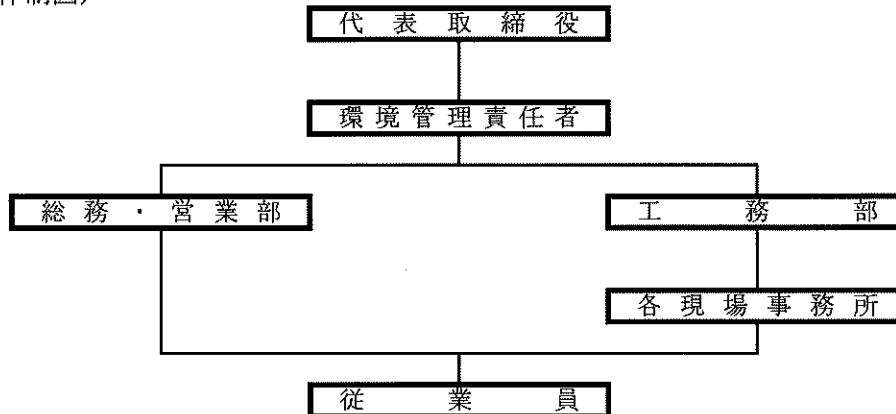 代表取締役
環境管理責任者
総務・営業部
工務部
各現場事務所
従業員